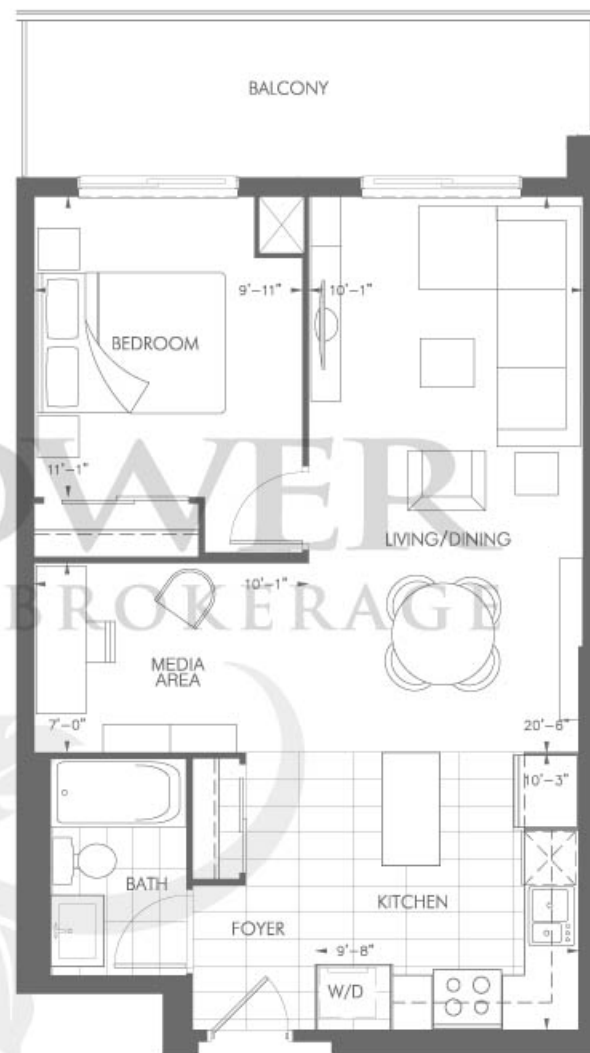 BALCONY
9'-11" 10'-1"
BEDROOM
11'-1"
OWER
LIVING/DINING
10'-1"
BROKERAGE
MEDIA
AREA
7'-0" 20'-6"
10'-3"
BATH
KITCHEN
FOYER
9'-8"
W/D